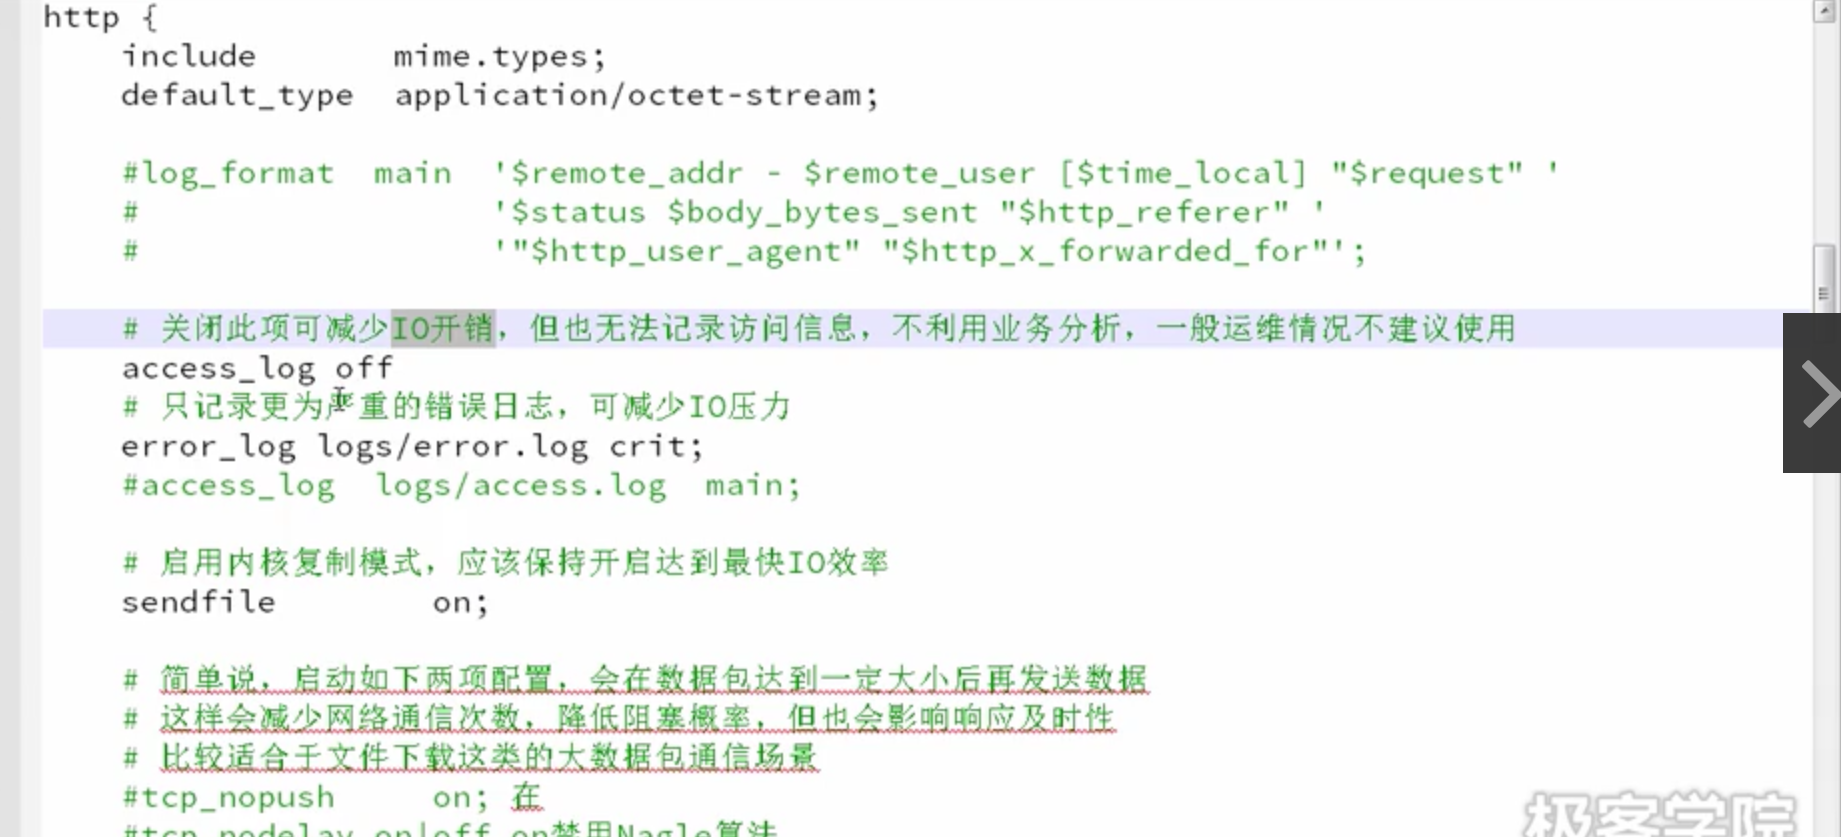 http {
    include       mime.types;
    default_type  application/octet-stream;
    #log_format  main  '$remote_addr - $remote_user [$time_local] "$request" '
    #                  '$status $body_bytes_sent "$http_referer" '
    #                  '"$http_user_agent" "$http_x_forwarded_for"';
    # 关闭此项可减少IO开销，但也无法记录访问信息，不利用业务分析，一般运维情况不建议使用
    access_log off
    # 只记录更为严重的错误日志，可减少IO压力
    error_log logs/error.log crit;
    #access_log  logs/access.log  main;
    # 启用内核复制模式，应该保持开启达到最快IO效率
    sendfile        on;
    # 简单说，启动如下两项配置，会在数据包达到一定大小后再发送数据
    # 这样会减少网络通信次数，降低阻塞概率，但也会影响响应及时性
    # 比较适合于文件下载这类的大数据包通信场景
    #tcp_nopush     on; 在
    #tcp_nodelay on|off on禁用Nagle算法
极客学院